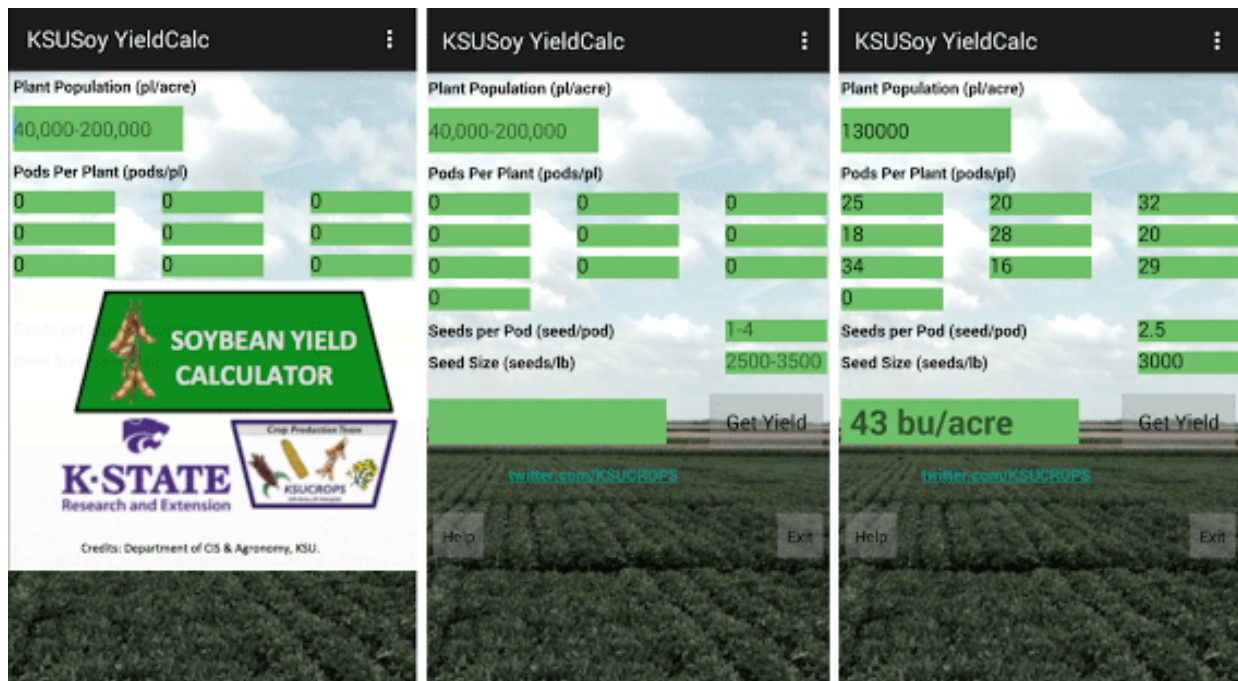 KSUSoy YieldCalc
Plant Population (pl/acre)
40,000-200,000
Pods Per Plant (pods/pl)
0 0 0
0 0 0
0 0 0
SOYBEAN YIELD
CALCULATOR
K-STATE
Research and Extension
Crop Production Team
KSUCROPS
Credits: Department of CIS & Agronomy, KSU.
KSUSoy YieldCalc
Plant Population (pl/acre)
40,000-200,000
Pods Per Plant (pods/pl)
0 0 0
0 0 0
0 0 0
0
Seeds per Pod (seed/pod) 1-4
Seed Size (seeds/lb) 2500-3500
Get Yield
twitter.com/KSUCROPS
Help Exit
KSUSoy YieldCalc
Plant Population (pl/acre)
130000
Pods Per Plant (pods/pl)
25 20 32
18 28 20
34 16 29
0
Seeds per Pod (seed/pod) 2.5
Seed Size (seeds/lb) 3000
43 bu/acre Get Yield
twitter.com/KSUCROPS
Help Exit